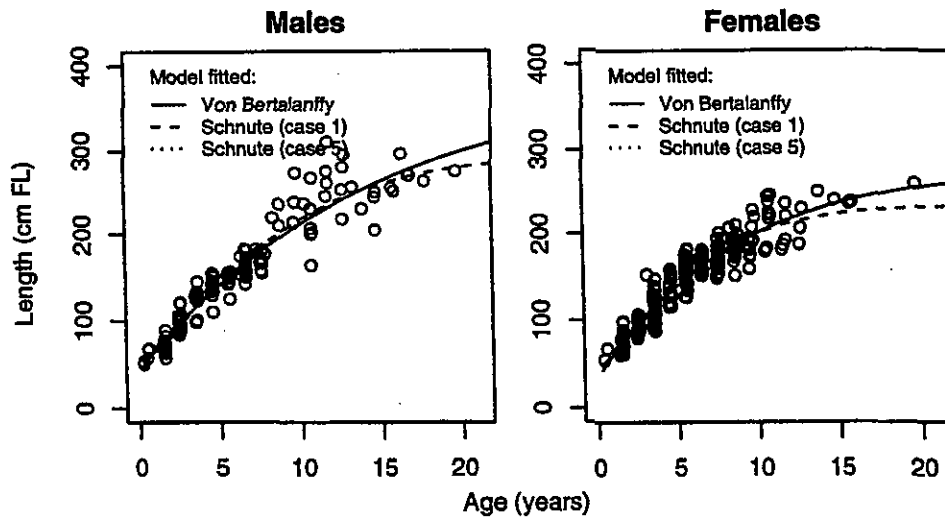 Males
Females
Length (cm FL)
400
300
200
100
0
Model fitted:
Von Bertalanffy
Schnute (case 1)
Schnute (case 5)
0 5 10 15 20
400
300
200
100
0
Model fitted:
Von Bertalanffy
Schnute (case 1)
Schnute (case 5)
0 5 10 15 20
Age (years)